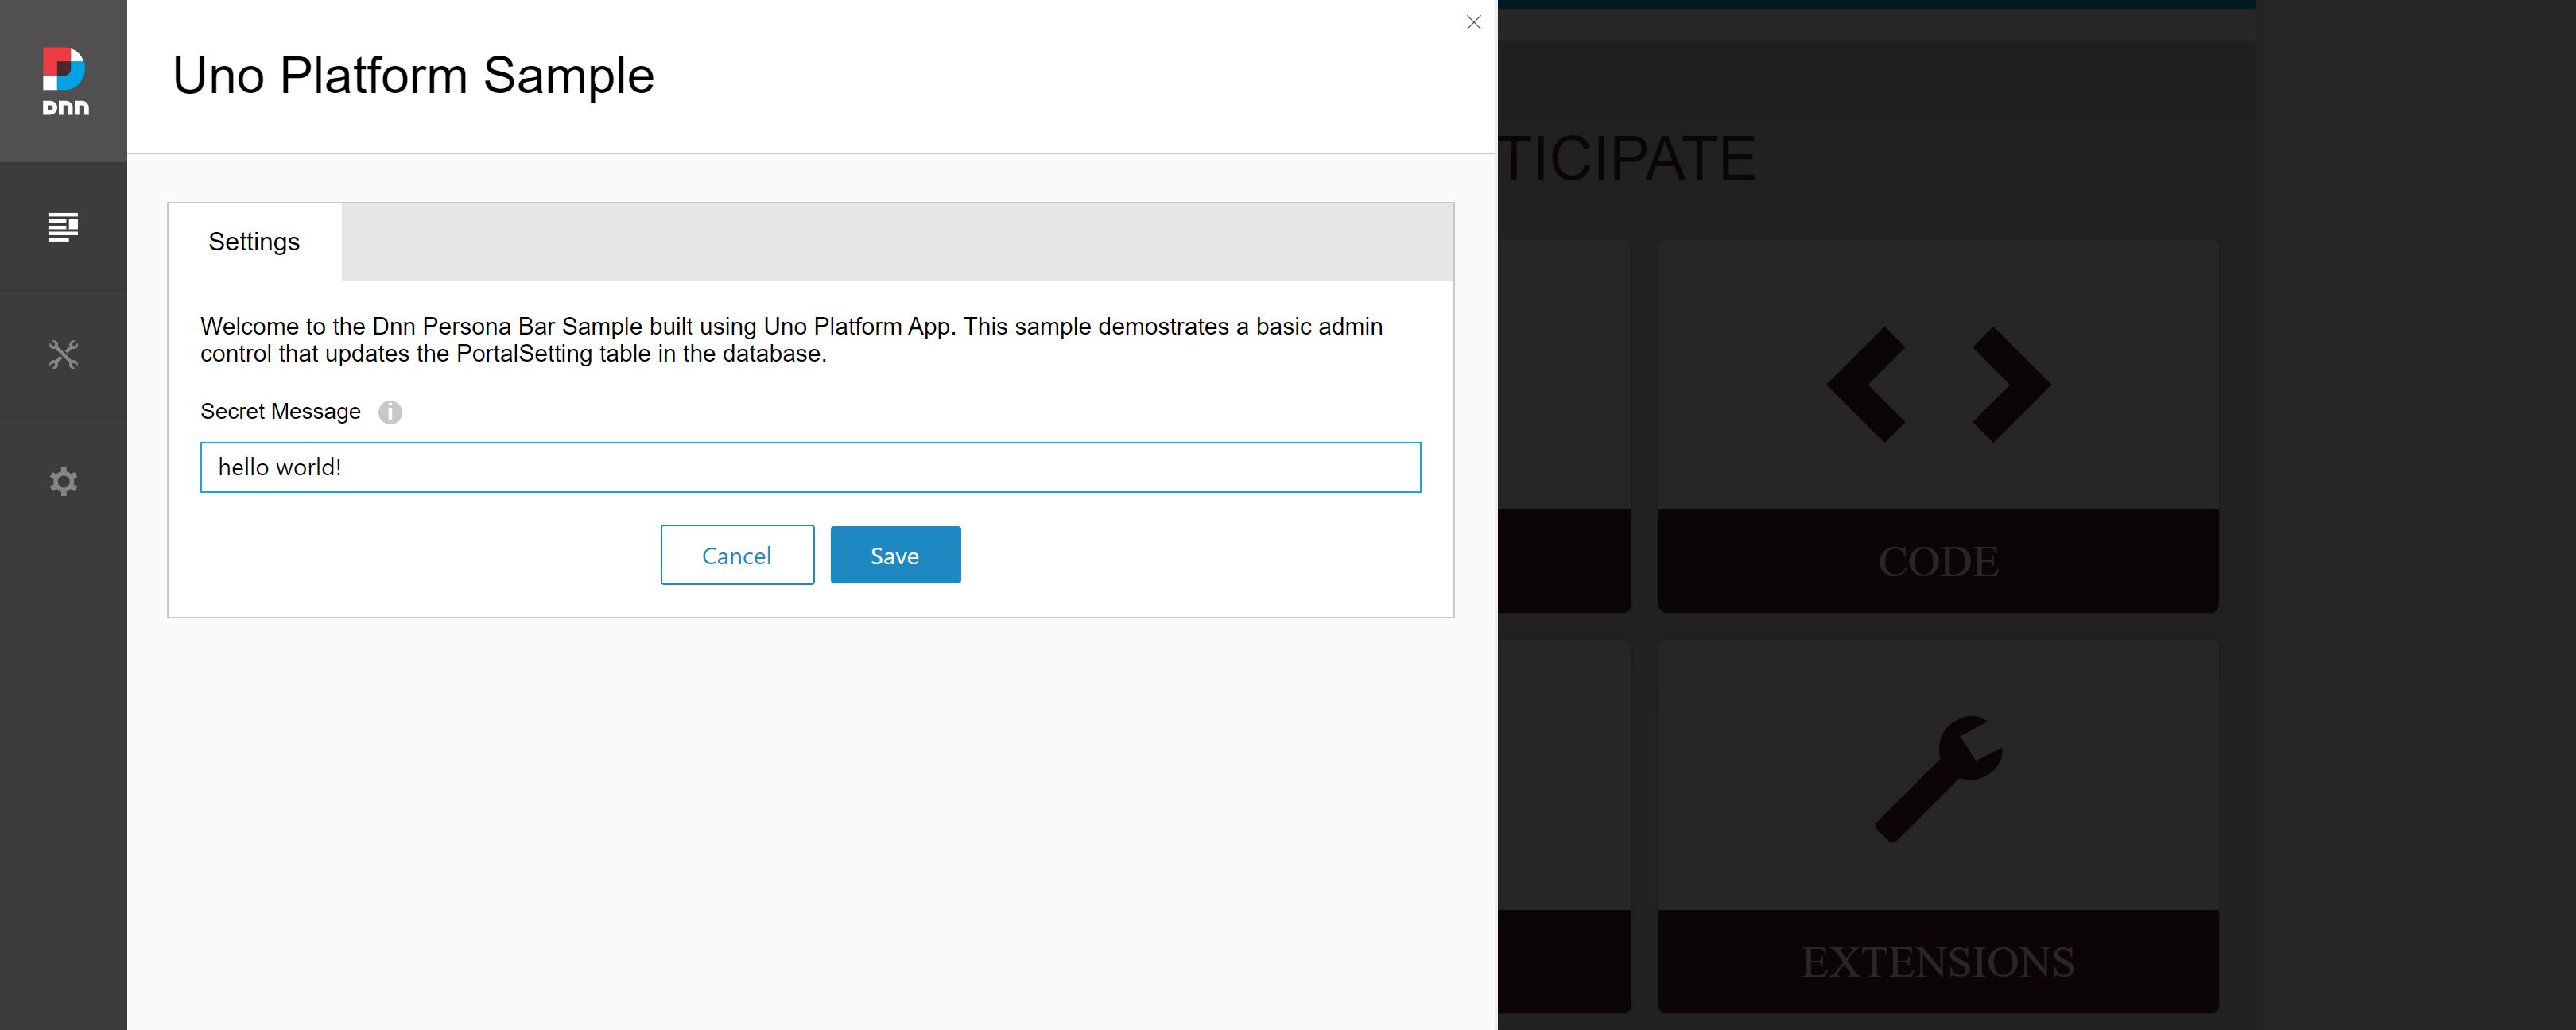 Dnn
Uno Platform Sample
Settings
Welcome to the Dnn Persona Bar Sample built using Uno Platform App. This sample demostrates a basic admin
control that updates the PortalSetting table in the database.
Secret Message
hello world!
Cancel
Save
TICIPATE
CODE
EXTENSIONS